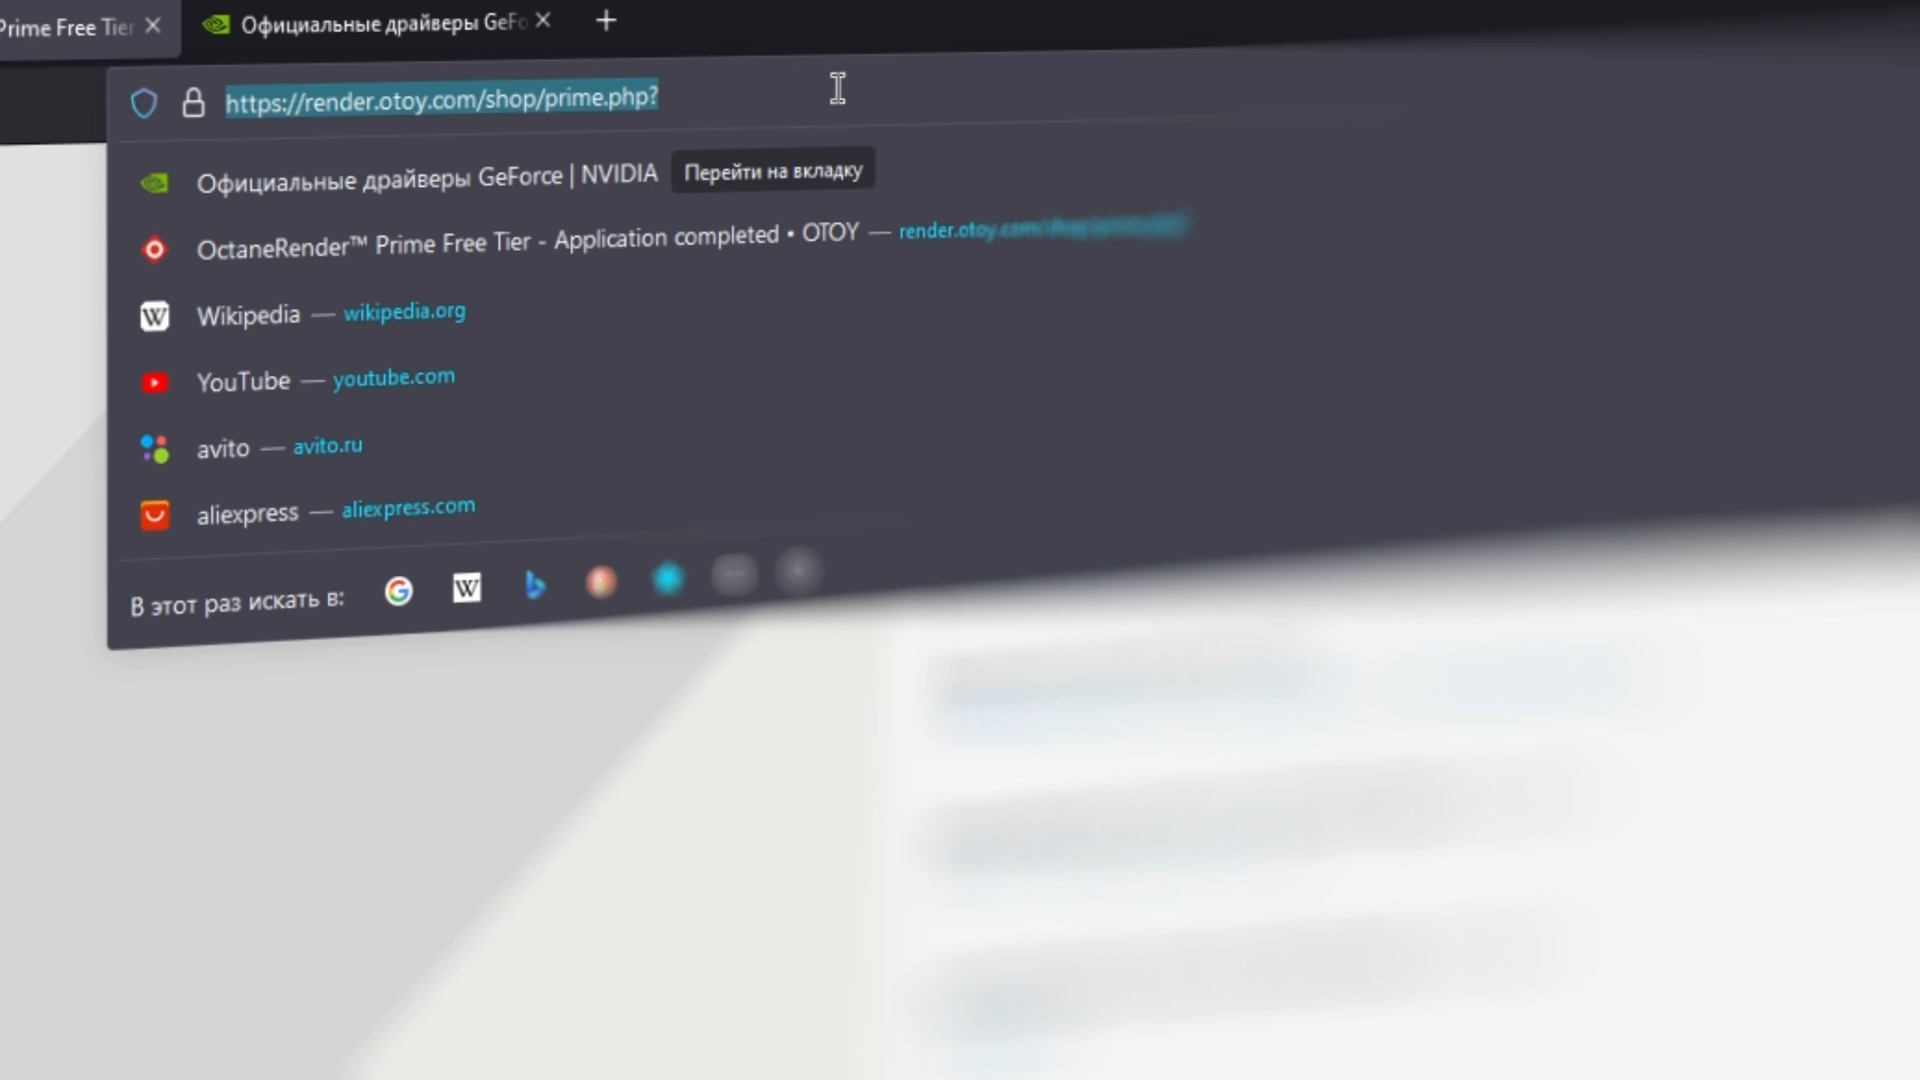 Prime Free Tier
Официальные драйверы GeFo
https://render.otoy.com/shop/prime.php?
Официальные драйверы GeForce | NVIDIA Перейти на вкладку
OctaneRender™ Prime Free Tier - Application completed • OTOY — render.otoy.com/shop/
Wikipedia — wikipedia.org
YouTube — youtube.com
avito — avito.ru
aliexpress — aliexpress.com
В этот раз искать в: